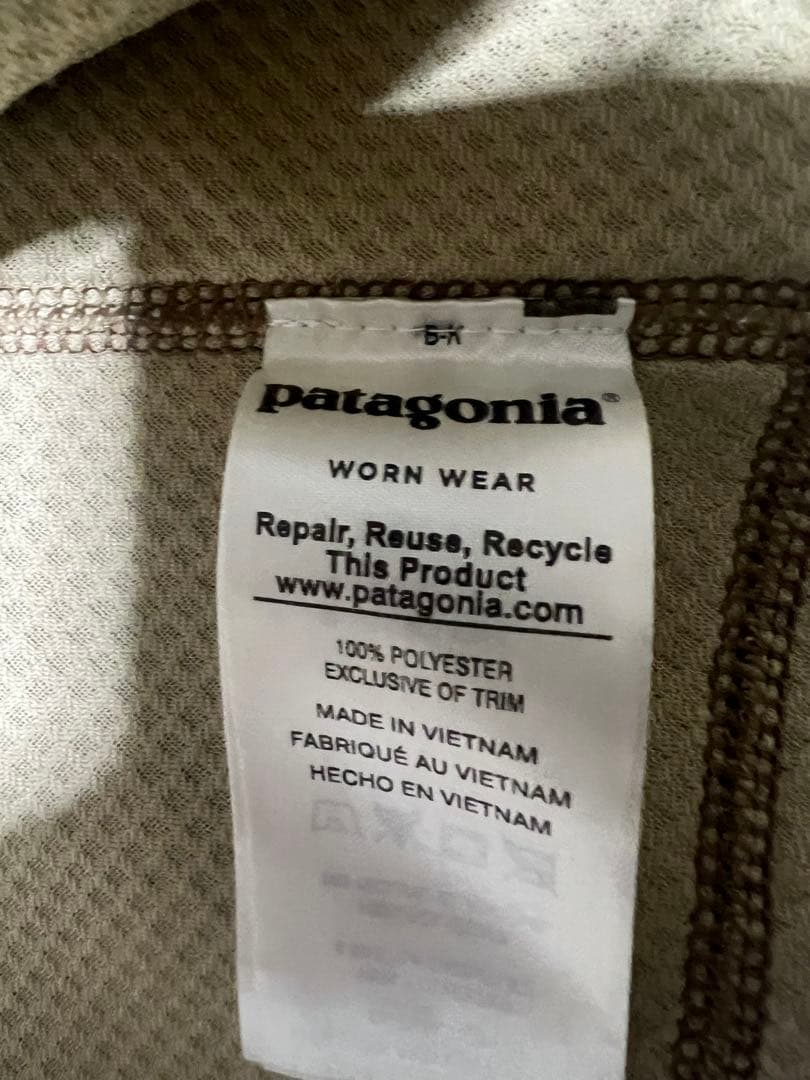 patagonia®
WORN WEAR
Repair, Reuse, Recycle
This Product
www.patagonia.com
100% POLYESTER
EXCLUSIVE OF TRIM
MADE IN VIETNAM
FABRIQUÉ AU VIETNAM
HECHO EN VIETNAM